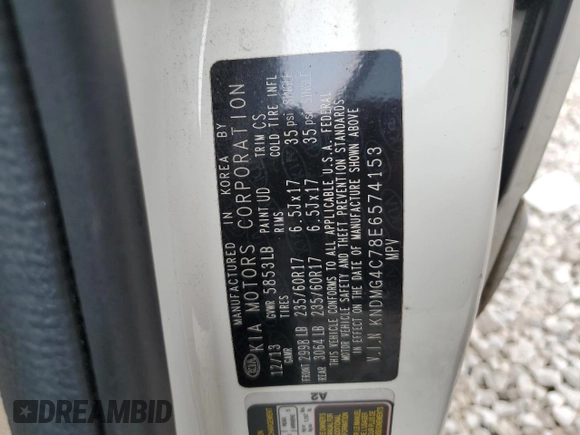 MANUFACTURED IN KOREA BY
KIA KIA MOTORS CORPORATION
12/13 GVWR 5853LB PAINT UD TRIM CS
GAWR TIRES RIMS COLD TIRE INFL
FRONT 2998 LB 235/60R17 6.5Jx17 35 psi SINGLE
REAR 3064 LB 235/60R17 6.5Jx17 35 psi SINGLE
THIS VEHICLE CONFORMS TO ALL APPLICABLE U.S.A. FEDERAL
MOTOR VEHICLE SAFETY AND THEFT PREVENTION STANDARDS
IN EFFECT ON THE DATE OF MANUFACTURE SHOWN ABOVE
V.I.N KNDMG4C78E6574153
MPV
A2
DREAMBID